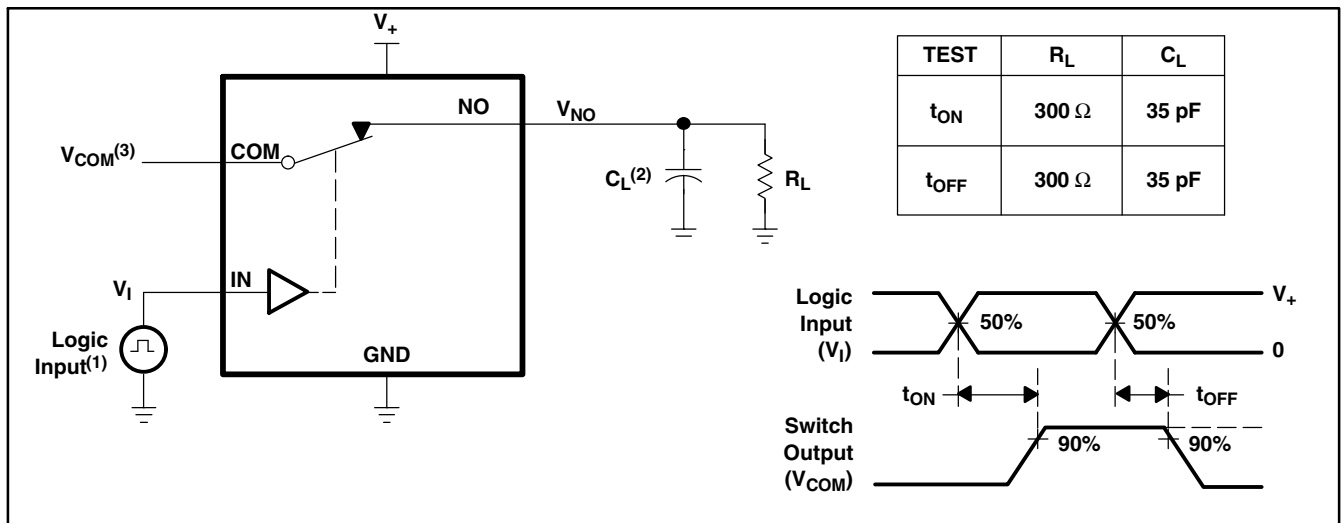 V+
NO
VNO
VCOM(3)
COM
CL(2)
RL
VI
IN
Logic
Input(1)
GND
TEST RL CL
tON 300 Ω 35 pF
tOFF 300 Ω 35 pF
Logic
Input
(VI)
50%
50%
V+
0
tON
tOFF
Switch
Output
(VCOM)
90%
90%